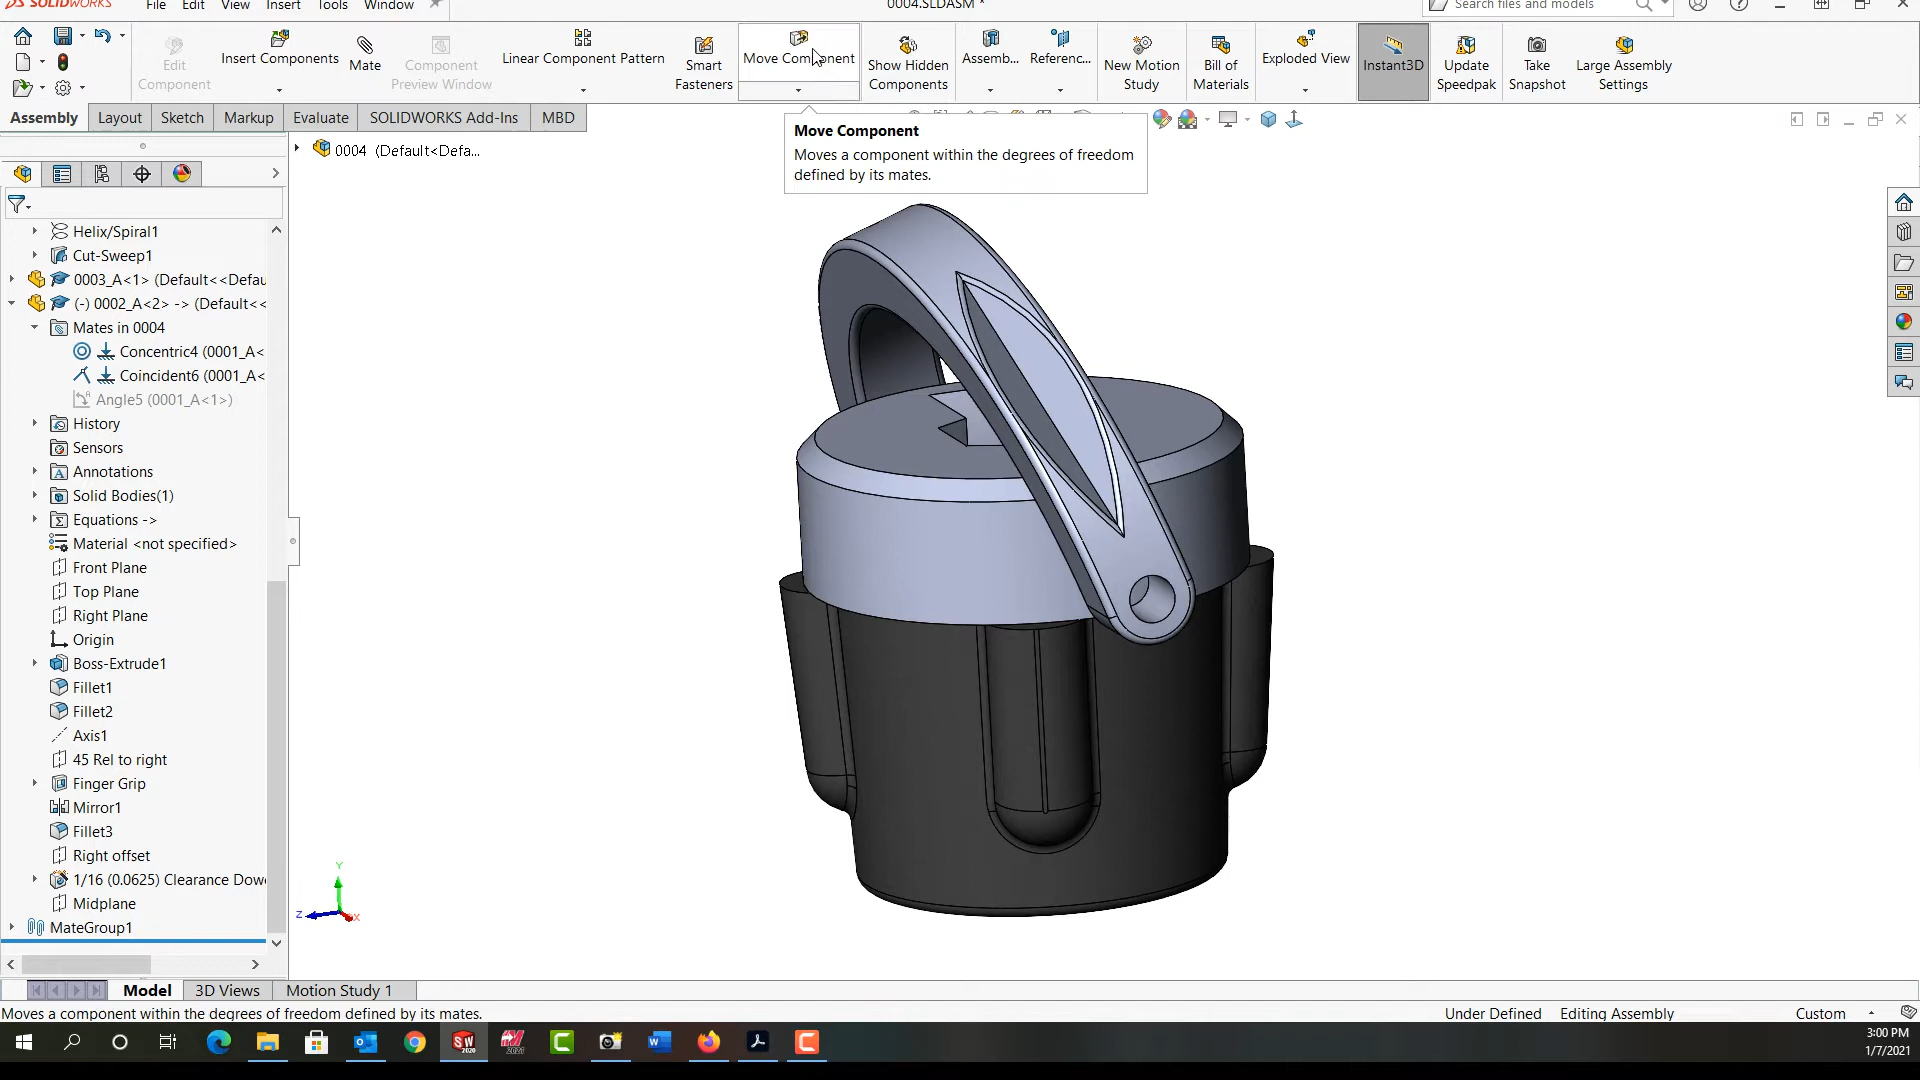 SOLIDWORKS
File Edit View Insert Tools Window
0004.SLDASM *
Search files and models
Edit Component
Insert Components
Mate
Component Preview Window
Linear Component Pattern
Smart Fasteners
Move Component
Show Hidden Components
Assemb...
Referenc...
New Motion Study
Bill of Materials
Exploded View
Instant3D
Update Speedpak
Take Snapshot
Large Assembly Settings
Assembly Layout Sketch Markup Evaluate SOLIDWORKS Add-Ins MBD
Move Component
Moves a component within the degrees of freedom
defined by its mates.
0004 (Default<Defa...
Helix/Spiral1
Cut-Sweep1
0003_A<1> (Default<<Defau
(-) 0002_A<2> -> (Default<<
Mates in 0004
Concentric4 (0001_A<
Coincident6 (0001_A<
Angle5 (0001_A<1>)
History
Sensors
Annotations
Solid Bodies(1)
Equations ->
Material <not specified>
Front Plane
Top Plane
Right Plane
Origin
Boss-Extrude1
Fillet1
Fillet2
Axis1
45 Rel to right
Finger Grip
Mirror1
Fillet3
Right offset
1/16 (0.0625) Clearance Dow
Midplane
MateGroup1
Y
Z
X
Model 3D Views Motion Study 1
Moves a component within the degrees of freedom defined by its mates.
Under Defined Editing Assembly Custom
3:00 PM
1/7/2021